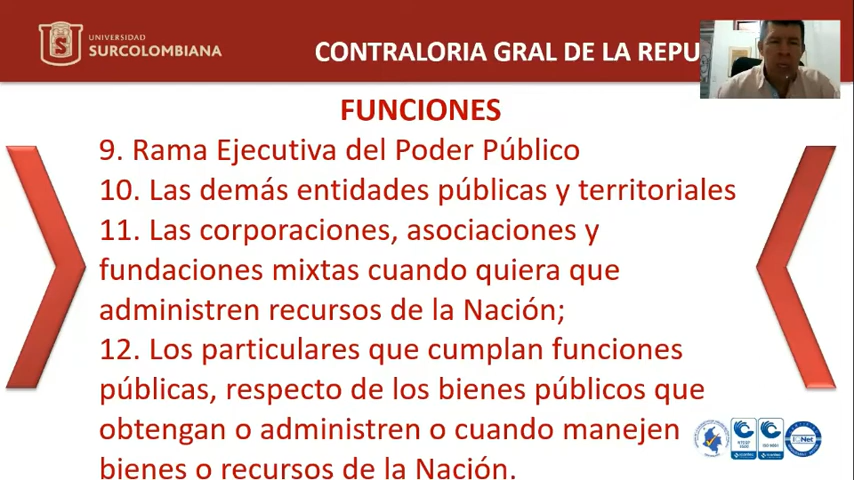 UNIVERSIDAD
SURCOLOMBIANA
CONTRALORIA GRAL DE LA REPU
FUNCIONES
9. Rama Ejecutiva del Poder Público
10. Las demás entidades públicas y territoriales
11. Las corporaciones, asociaciones y
fundaciones mixtas cuando quiera que
administren recursos de la Nación;
12. Los particulares que cumplan funciones
públicas, respecto de los bienes públicos que
obtengan o administren o cuando manejen
bienes o recursos de la Nación.
IQNet